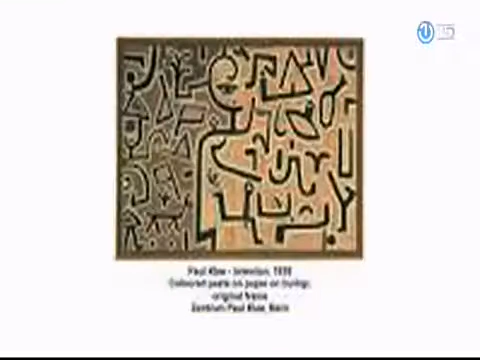 Paul Klee - Intention, 1938
Coloured paste on paper on burlap;
original frame
Zentrum Paul Klee, Bern